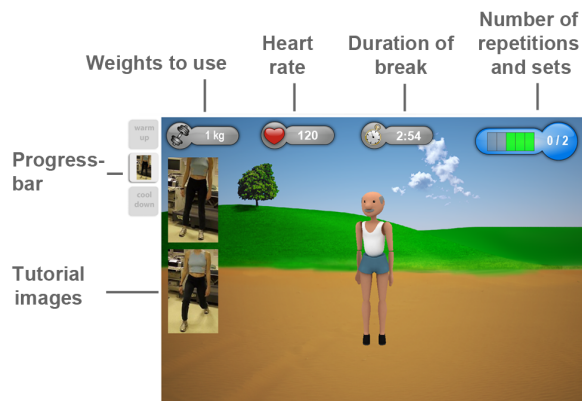 Number of
repetitions
and sets
Heart
rate
Duration of
break
Weights to use
warm
up
1 kg
120
2:54
0 / 2
Progress-
bar
cool
down
Tutorial
images